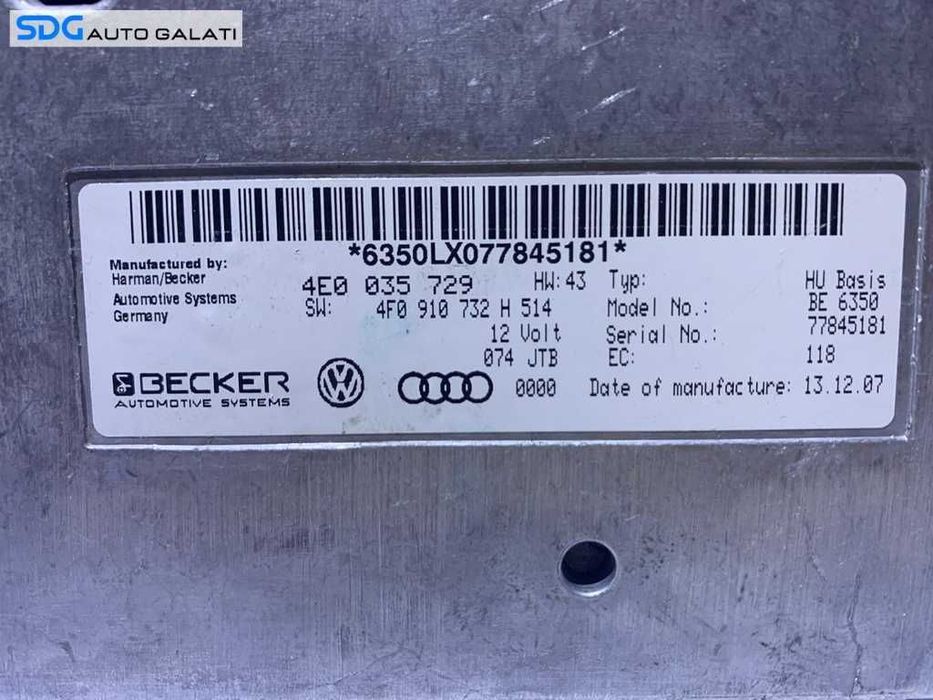 SDG AUTO GALATI
*6350LX077845181*
Manufactured by:
Harman/Becker
Automotive Systems
Germany
4E0 035 729 HW: 43
SW: 4F0 910 732 H 514
12 Volt
074 JTB
Typ: HU Basis
Model No.: BE 6350
Serial No.: 77845181
EC: 118
BECKER
AUTOMOTIVE SYSTEMS
0000
Date of manufacture: 13.12.07